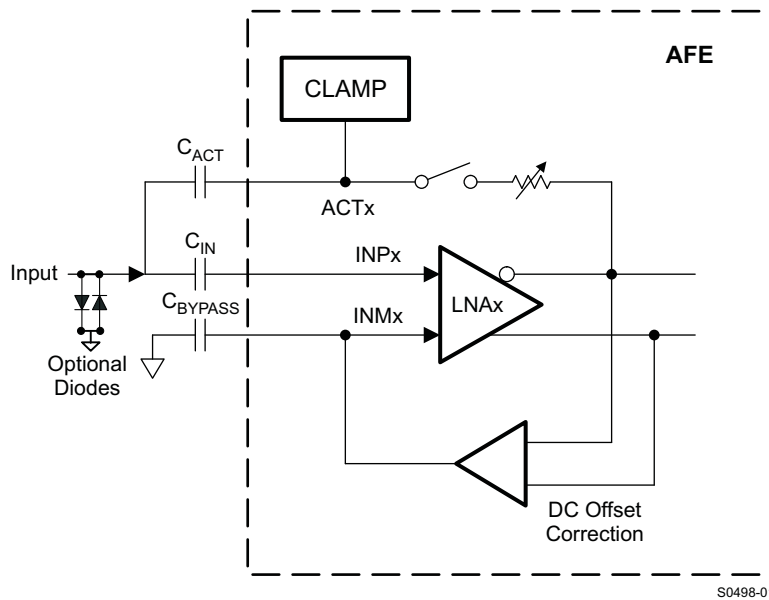 AFE
CLAMP
C_ACT
ACTx
C_IN
INPx
Input
C_BYPASS
INMx
LNAx
Optional
Diodes
DC Offset
Correction
S0498-0